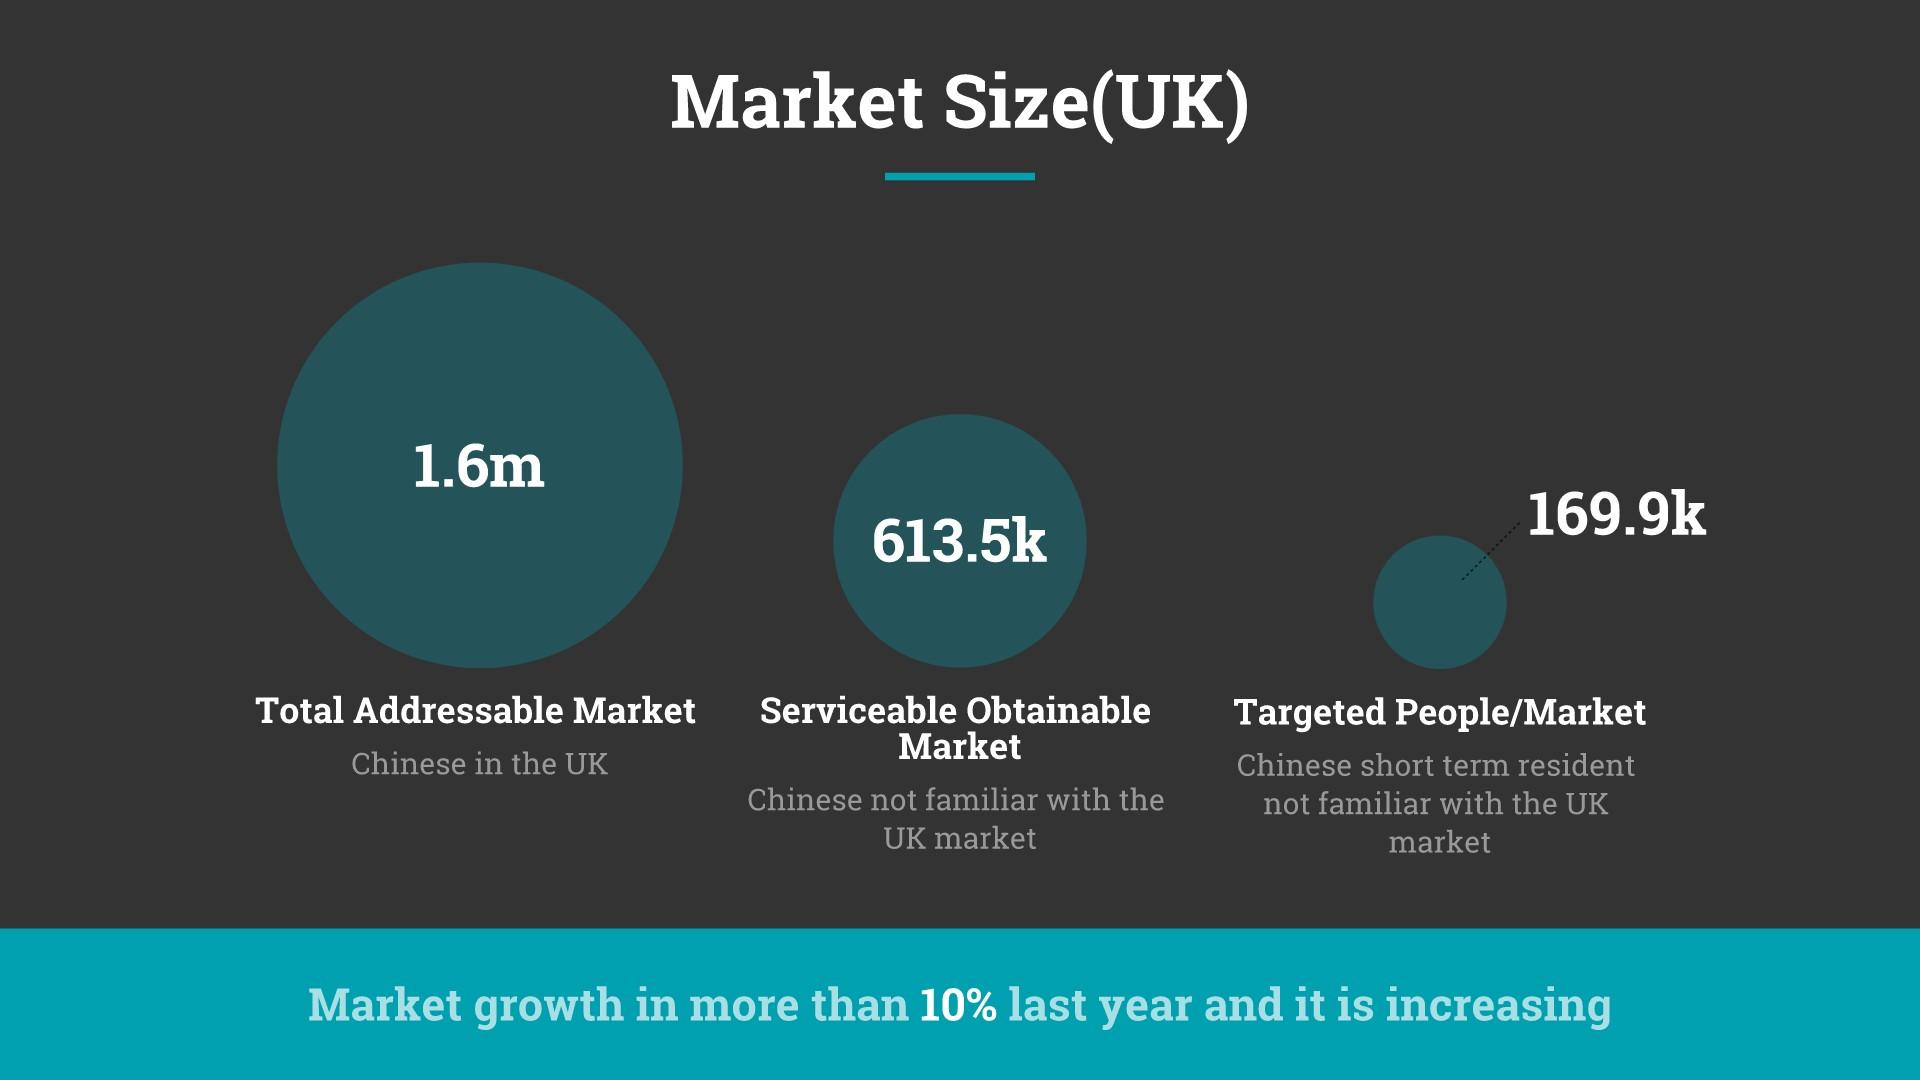 Market Size(UK)
1.6m
613.5k
169.9k
Total Addressable Market
Chinese in the UK
Serviceable Obtainable
Market
Chinese not familiar with the
UK market
Targeted People/Market
Chinese short term resident
not familiar with the UK
market
Market growth in more than 10% last year and it is increasing